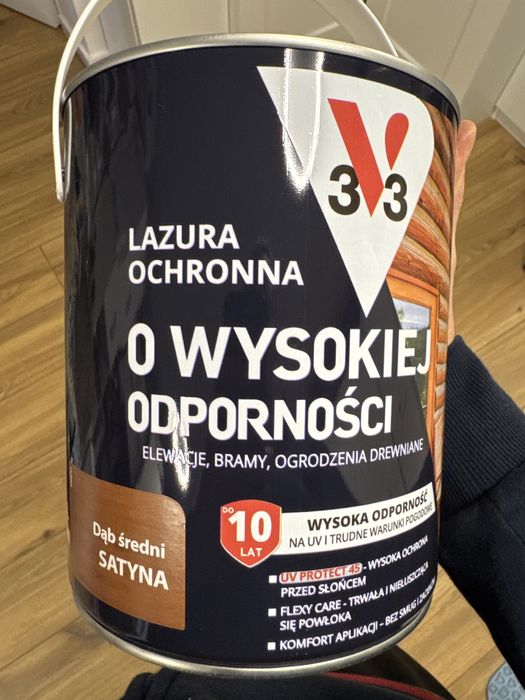 3V3
LAZURA
OCHRONNA
O WYSOKIEJ
ODPORNOŚCI
ELEWACJE, BRAMY, OGRODZENIA DREWNIANE
Dąb średni
SATYNA
DO
10
LAT
WYSOKA ODPORNOŚĆ
NA UV I TRUDNE WARUNKI POGODOWE
UV PROTECT 45 - WYSOKA OCHRONA
PRZED SŁOŃCEM
FLEXY CARE - TRWAŁA I NIEŁUSZCZĄCA
SIĘ POWŁOKA
KOMFORT APLIKACJI – BEZ SMUG I